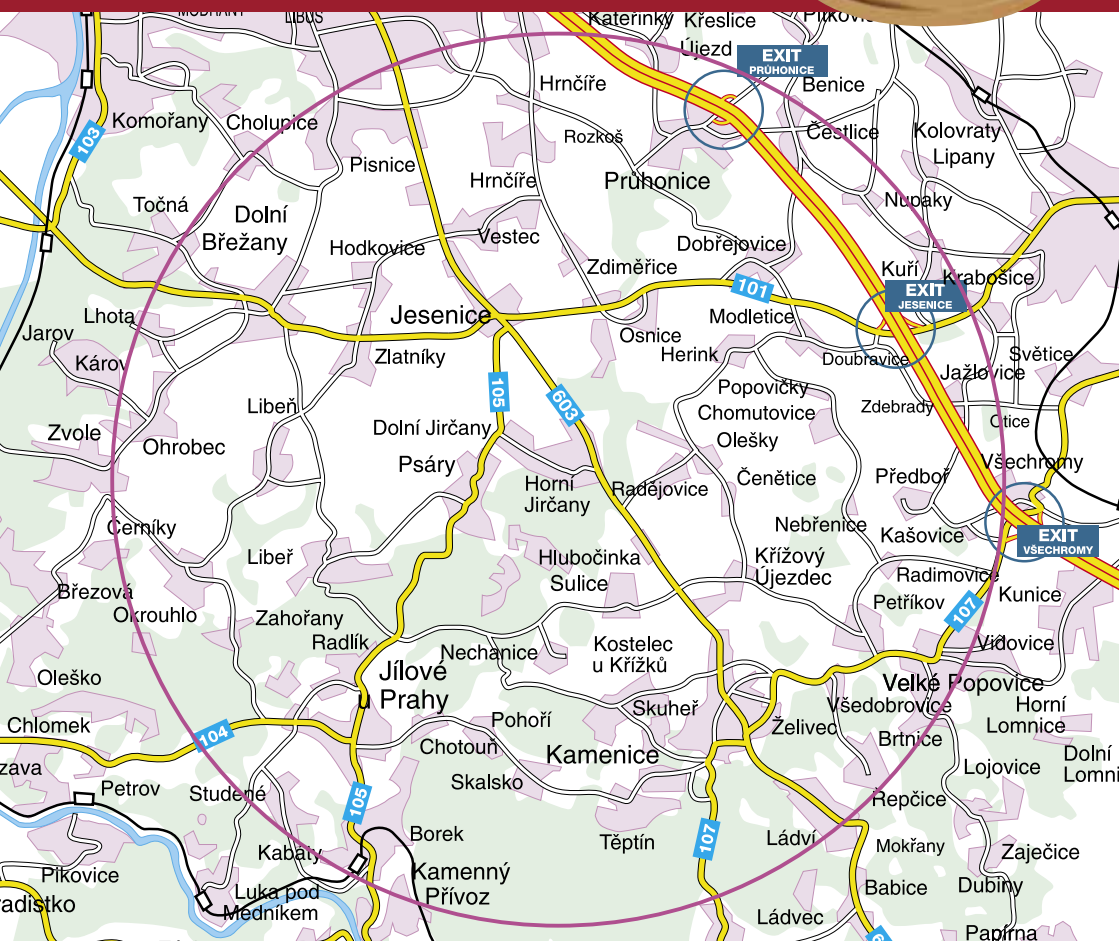 LIBUŠ
Kateřinky
Křeslice
Újezd
EXIT
PRŮHONICE
Hrnčíře
Benice
Komořany
Cholupice
103
Rozkoš
Čestlice
Kolovraty
Lipany
Pisnice
Hrnčíře
Průhonice
Nupaky
Točná
Dolní
Břežany
Hodkovice
Vestec
Dobřejovice
Zdiměřice
Kuří
Krabošice
101
EXIT
JESENICE
Lhota
Jesenice
Modletice
Jarov
Osnice
Károv
Zlatníky
Herink
Doubravice
Světice
Jažlovice
105
603
Popovičky
Libeň
Chomutovice
Zdebrady
Otice
Zvole
Ohrobec
Dolní Jirčany
Olešky
Psáry
Všechromy
Horní
Jirčany
Radějovice
Čenětice
Předboř
Černíky
Nebřenice
Kašovice
EXIT
VŠECHROMY
Libeř
Hlubočinka
Sulice
Křížový
Újezdec
Radimovice
Březová
Okrouhlo
Petříkov
107
Kunice
Zahořany
Radlík
Nechanice
Kostelec
u Křížků
Vidovice
Oleško
Jílové
u Prahy
Velké Popovice
Skuheř
Všedobrovice
Horní
Lomnice
Chlomek
104
Pohoří
Želivec
Chotouň
Kamenice
Brtnice
Dolní
Lomni
zava
Lojovice
Petrov
Studené
Skalsko
105
Řepčice
Borek
Těptín
107
Ládví
Mokřany
Zaječice
Kabáty
Pikovice
Kamenný
Přívoz
Luka pod
Medníkem
Babice
Dubiny
radistko
Ládvec
Papírna